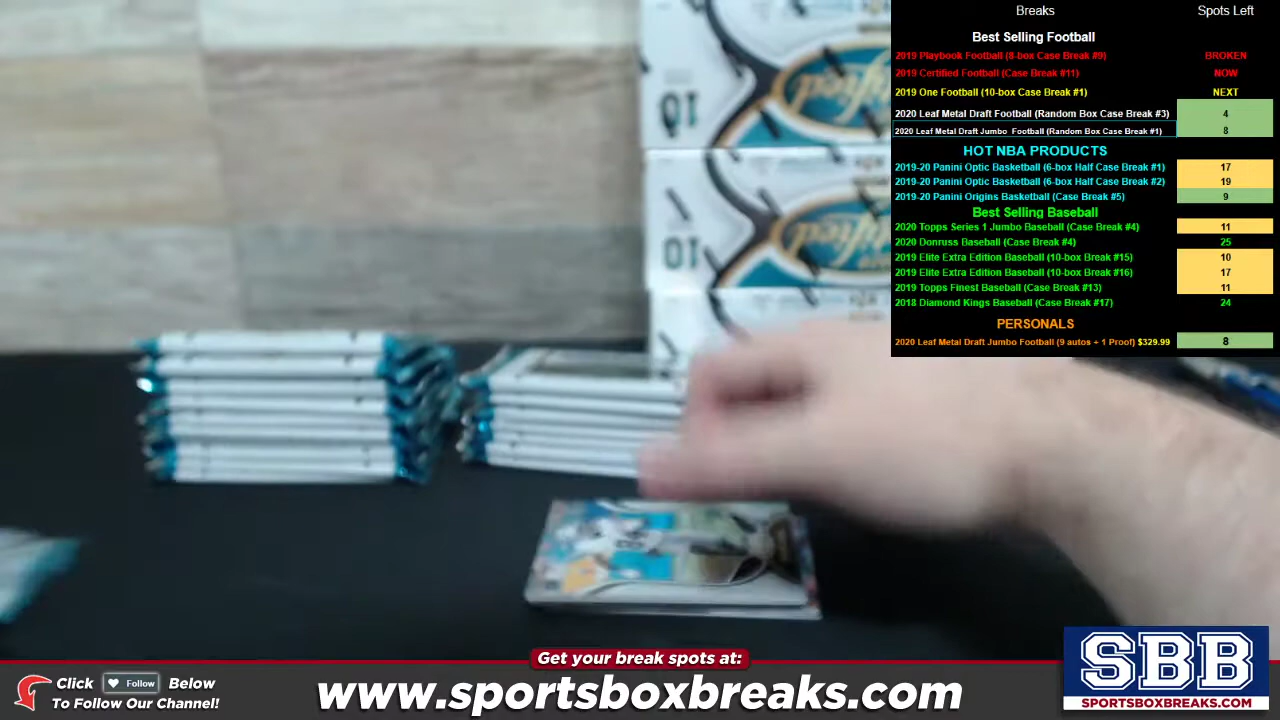 Breaks Spots Left
Best Selling Football
2019 Playbook Football (8-box Case Break #9) BROKEN
2019 Certified Football (Case Break #11) NOW
2019 One Football (10-box Case Break #1) NEXT
2020 Leaf Metal Draft Football (Random Box Case Break #3) 4
2020 Leaf Metal Draft Jumbo Football (Random Box Case Break #1) 8
HOT NBA PRODUCTS
2019-20 Panini Optic Basketball (6-box Half Case Break #1) 17
2019-20 Panini Optic Basketball (6-box Half Case Break #2) 19
2019-20 Panini Origins Basketball (Case Break #5) 9
Best Selling Baseball
2020 Topps Series 1 Jumbo Baseball (Case Break #4) 11
2020 Donruss Baseball (Case Break #4) 25
2019 Elite Extra Edition Baseball (10-box Break #15) 10
2019 Elite Extra Edition Baseball (10-box Break #16) 17
2019 Topps Finest Baseball (Case Break #13) 11
2018 Diamond Kings Baseball (Case Break #17) 24
PERSONALS
2020 Leaf Metal Draft Jumbo Football (9 autos + 1 Proof) $329.99 8
10
10
Get your break spots at:
Click Follow Below
To Follow Our Channel!
www.sportsboxbreaks.com
SBB
SPORTSBOXBREAKS.COM